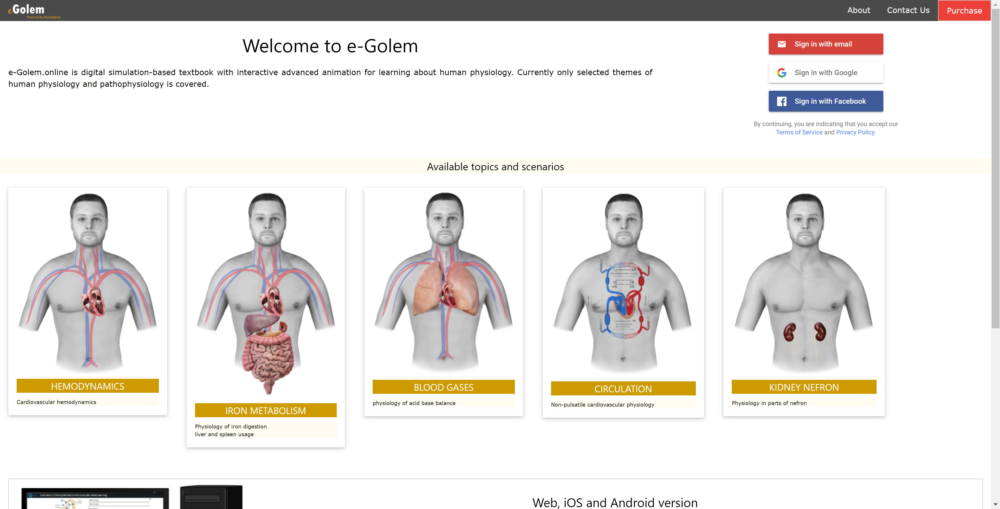 eGolem
Powered by Bodylight.js
About
Contact Us
Purchase
Welcome to e-Golem
e-Golem.online is digital simulation-based textbook with interactive advanced animation for learning about human physiology. Currently only selected themes of
human physiology and pathophysiology is covered.
Sign in with email
Sign in with Google
Sign in with Facebook
By continuing, you are indicating that you accept our
Terms of Service and Privacy Policy.
Available topics and scenarios
HEMODYNAMICS
Cardiovascular hemodynamics
IRON METABOLISM
Physiology of iron digestion
liver and spleen usage
BLOOD GASES
physiology of acid base balance
CIRCULATION
Non-pulsatile cardiovascular physiology
KIDNEY NEFRON
Physiology in parts of nefron
Laboratory of biocybernetics and computer aided learning
Web, iOS and Android version